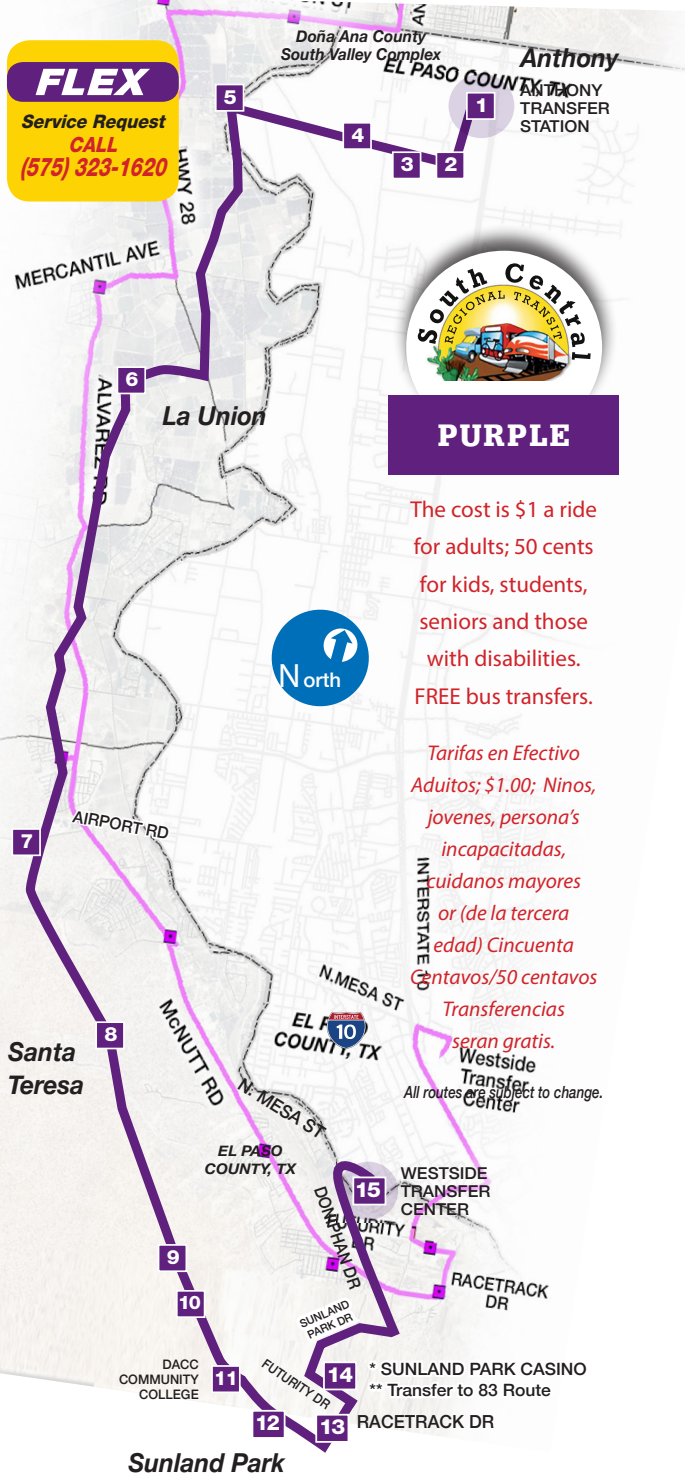 Doña Ana County
South Valley Complex
Anthony
EL PASO COUNTY, TX
ANTHONY
TRANSFER
STATION
FLEX
Service Request
CALL
(575) 323-1620
1
2
3
4
5
HWY 28
MERCANTIL AVE
South Central
REGIONAL TRANSIT
PURPLE
6
La Union
ALVAREZ RD
The cost is $1 a ride
for adults; 50 cents
for kids, students,
seniors and those
with disabilities.
FREE bus transfers.
North
Tarifas en Efectivo
Aduitos; $1.00; Ninos,
jovenes, persona's
incapacitadas,
cuidanos mayores
or (de la tercera
edad) Cincuenta
Centavos/50 centavos
Transferencias
seran gratis.
7
AIRPORT RD
INTERSTATE 10
N.MESA ST
EL PASO
COUNTY, TX
INTERSTATE
10
8
Santa
Teresa
McNUTT RD
Westside
Transfer
Center
All routes are subject to change.
N. MESA ST
EL PASO
COUNTY, TX
15
WESTSIDE
TRANSFER
CENTER
DONIPHAN DR
FUTURITY
DR
9
10
RACETRACK
DR
SUNLAND
PARK DR
DACC
COMMUNITY
COLLEGE
11
FUTURITY DR
14
* SUNLAND PARK CASINO
** Transfer to 83 Route
12
13
RACETRACK DR
Sunland Park